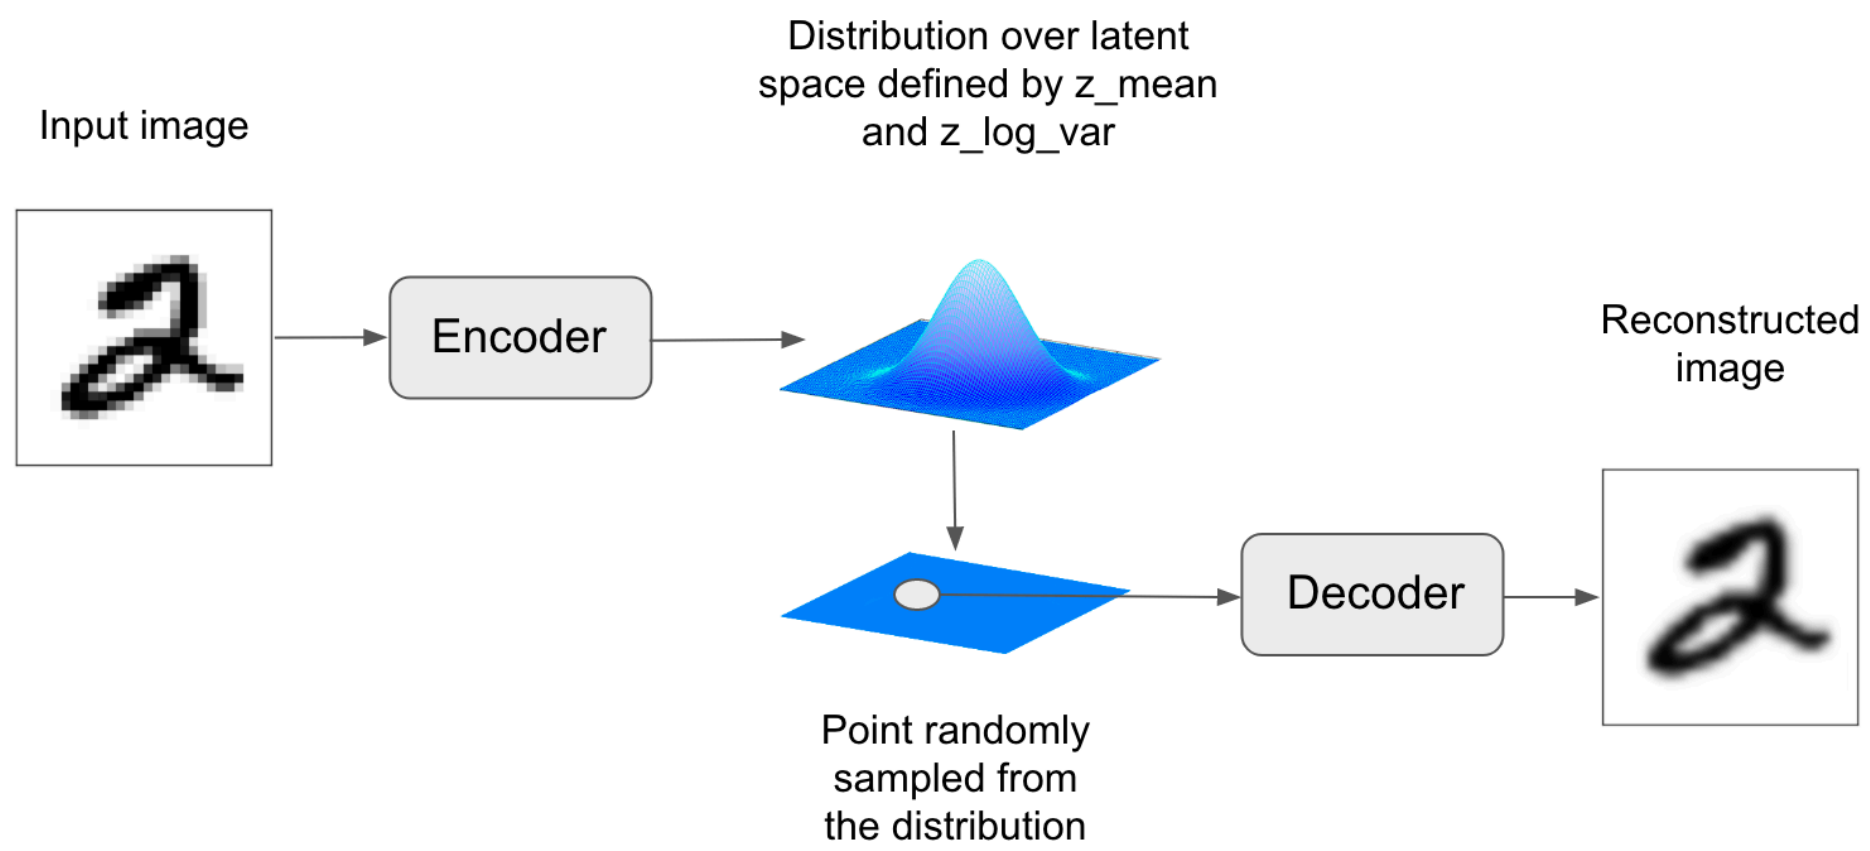 Distribution over latent
space defined by z_mean
and z_log_var
Input image
Encoder
Reconstructed
image
Decoder
Point randomly
sampled from
the distribution